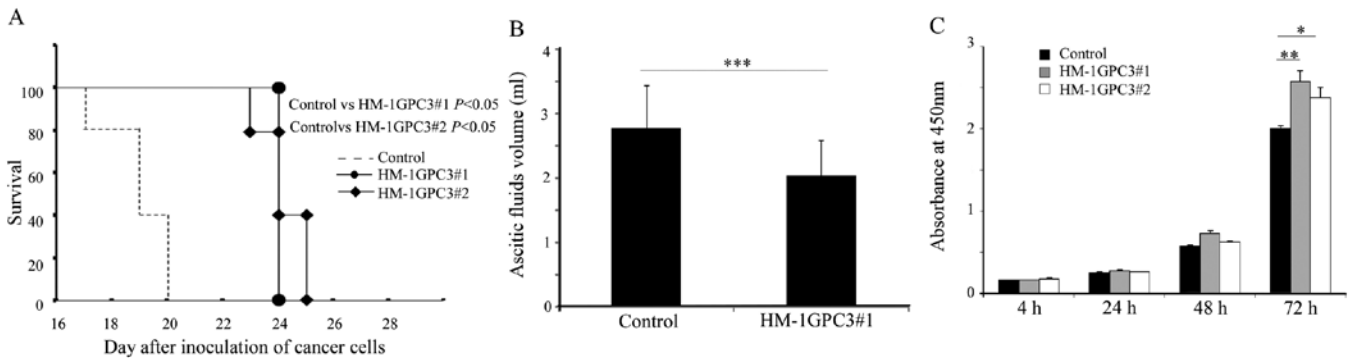 A
Survival
100
80
60
40
20
0
16
18
20
22
24
26
28
Day after inoculation of cancer cells
Control vs HM-1GPC3#1 P<0.05
Controlvs HM-1GPC3#2 P<0.05
Control
HM-1GPC3#1
HM-1GPC3#2
B
Ascitic fluids volume (ml)
4
3
2
1
0
***
Control
HM-1GPC3#1
C
Absorbance at 450nm
3
2
1
0
Control
HM-1GPC3#1
HM-1GPC3#2
*
**
4 h
24 h
48 h
72 h